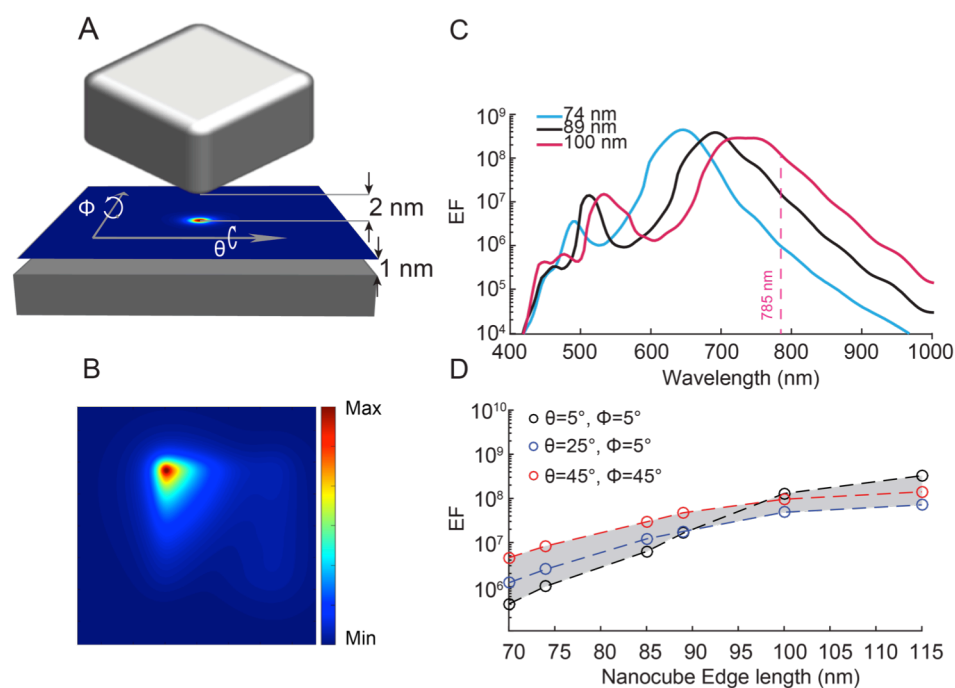 A
Φ
θ
2 nm
1 nm
B
Max
Min
C
74 nm
89 nm
100 nm
10⁹
10⁸
10⁷
10⁶
10⁵
10⁴
EF
785 nm
400 500 600 700 800 900 1000
Wavelength (nm)
D
θ=5°, Φ=5°
θ=25°, Φ=5°
θ=45°, Φ=45°
10¹⁰
10⁹
10⁸
10⁷
10⁶
EF
70 75 80 85 90 95 100 105 110 115
Nanocube Edge length (nm)